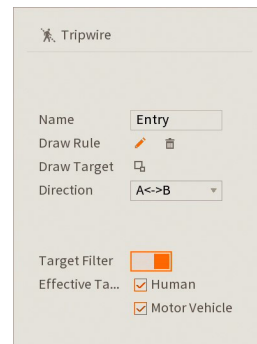 Tripwire
Name Entry
Draw Rule
Draw Target
Direction A<->B
Target Filter
Effective Ta... Human
Motor Vehicle